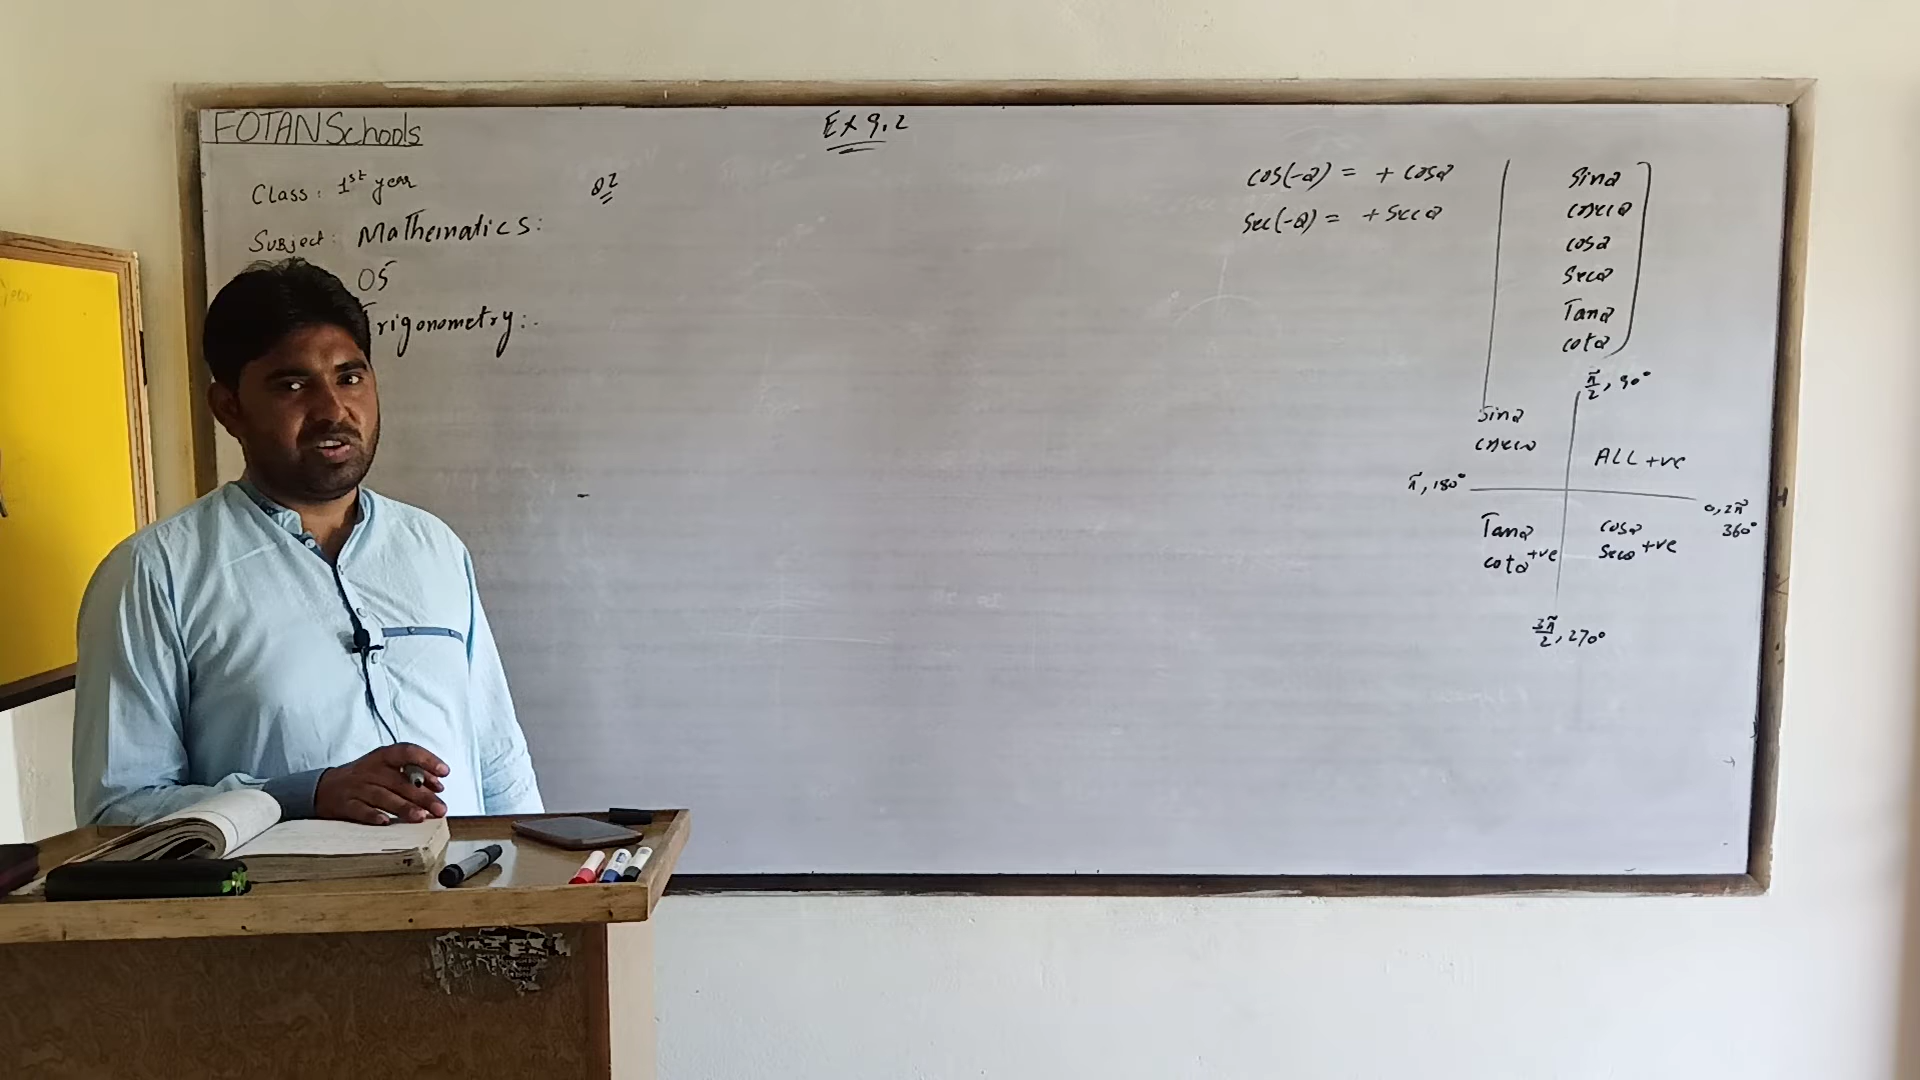 FOTAN Schools
Ex 9.2
Class: 1st year
Subject: Mathematics:
05
Trigonometry:.
Q2
cos(-θ) = + cosθ
sec(-θ) = + secθ
sinθ
cosecθ
cosθ
secθ
Tanθ
cotθ
π/2, 90°
sinθ
cosecθ
ALL +ve
π, 180°
0, 2π
360°
Tanθ
cotθ +ve
cosθ
secθ +ve
3π/2, 270°